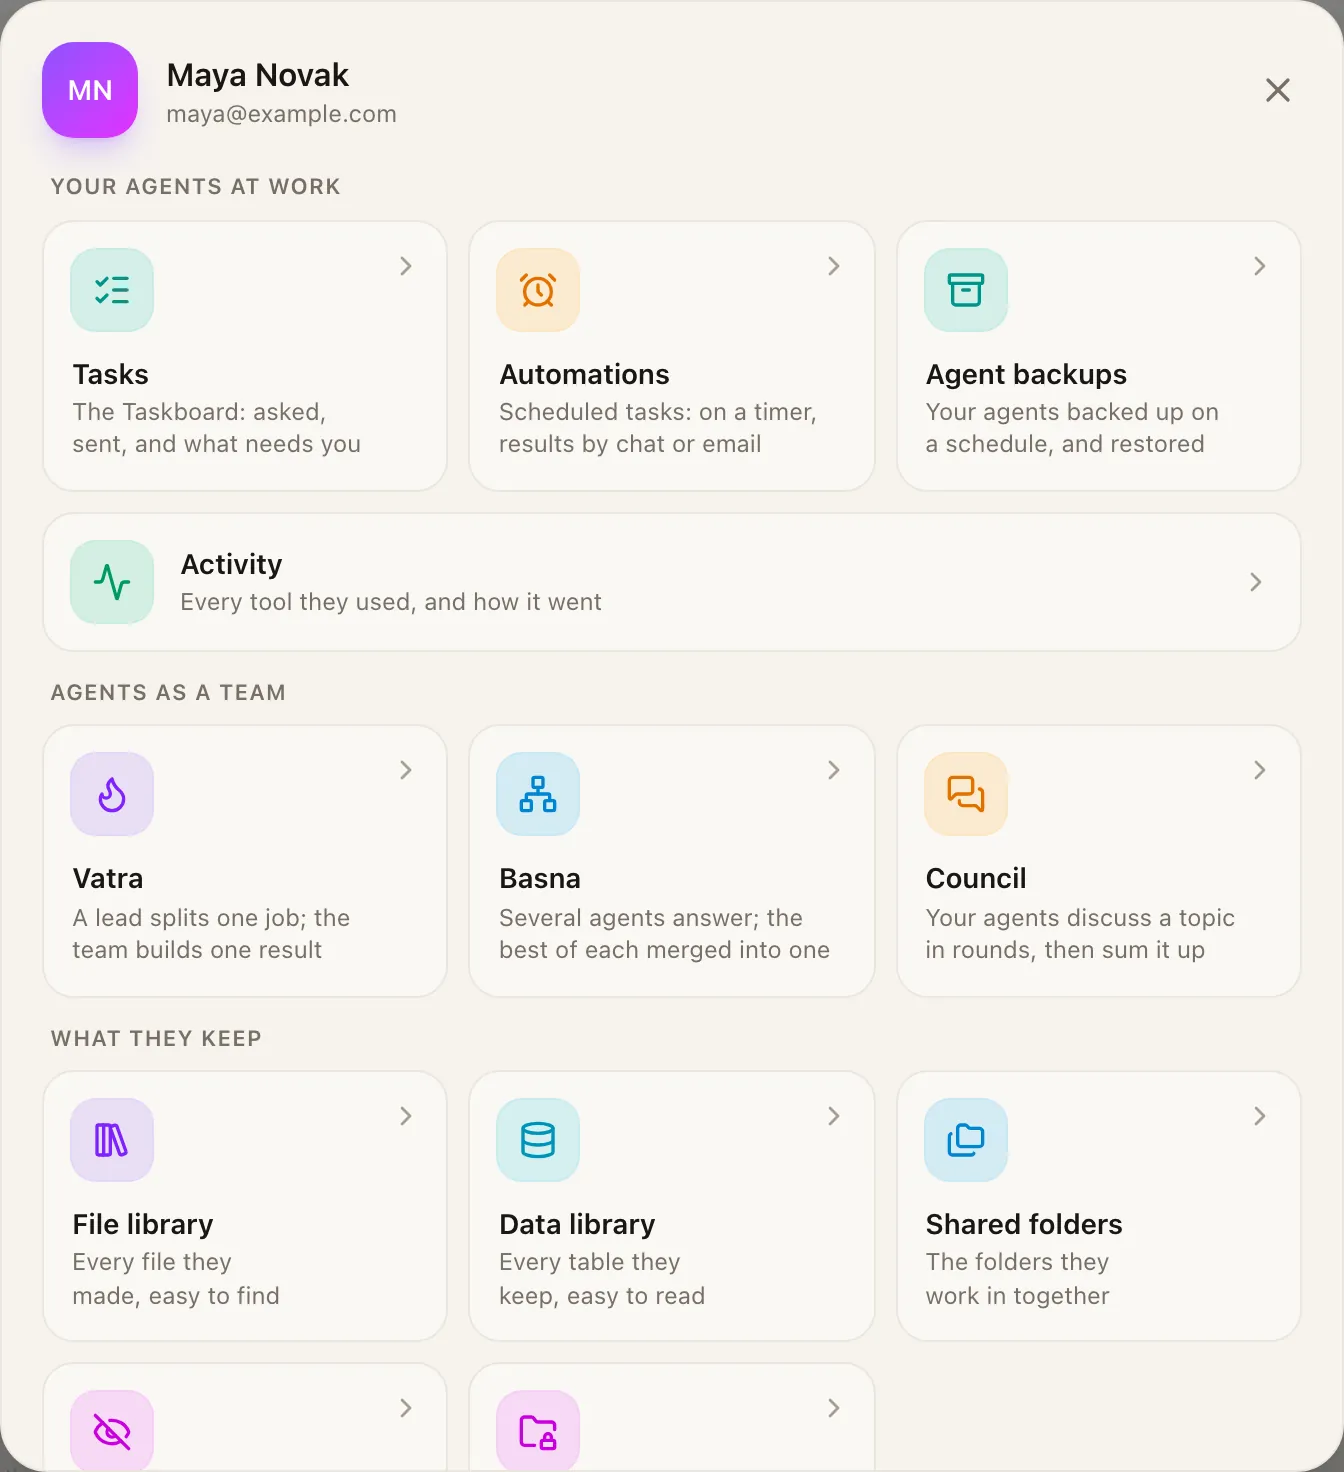 MN
Maya Novak
maya@example.com
YOUR AGENTS AT WORK
Tasks
The Taskboard: asked,
sent, and what needs you
Automations
Scheduled tasks: on a timer,
results by chat or email
Agent backups
Your agents backed up on
a schedule, and restored
Activity
Every tool they used, and how it went
AGENTS AS A TEAM
Vatra
A lead splits one job; the
team builds one result
Basna
Several agents answer; the
best of each merged into one
Council
Your agents discuss a topic
in rounds, then sum it up
WHAT THEY KEEP
File library
Every file they
made, easy to find
Data library
Every table they
keep, easy to read
Shared folders
The folders they
work in together